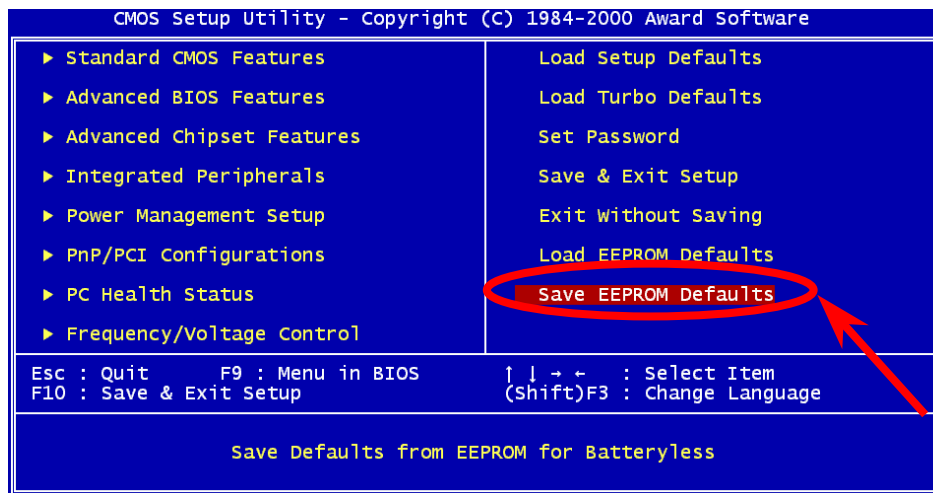 CMOS Setup Utility - Copyright (C) 1984-2000 Award Software
▶ Standard CMOS Features
▶ Advanced BIOS Features
▶ Advanced Chipset Features
▶ Integrated Peripherals
▶ Power Management Setup
▶ PnP/PCI Configurations
▶ PC Health Status
▶ Frequency/Voltage Control
Load Setup Defaults
Load Turbo Defaults
Set Password
Save & Exit Setup
Exit Without Saving
Load EEPROM Defaults
Save EEPROM Defaults
Esc : Quit F9 : Menu in BIOS ↑ ↓ → ← : Select Item
F10 : Save & Exit Setup (Shift)F3 : Change Language
Save Defaults from EEPROM for Batteryless